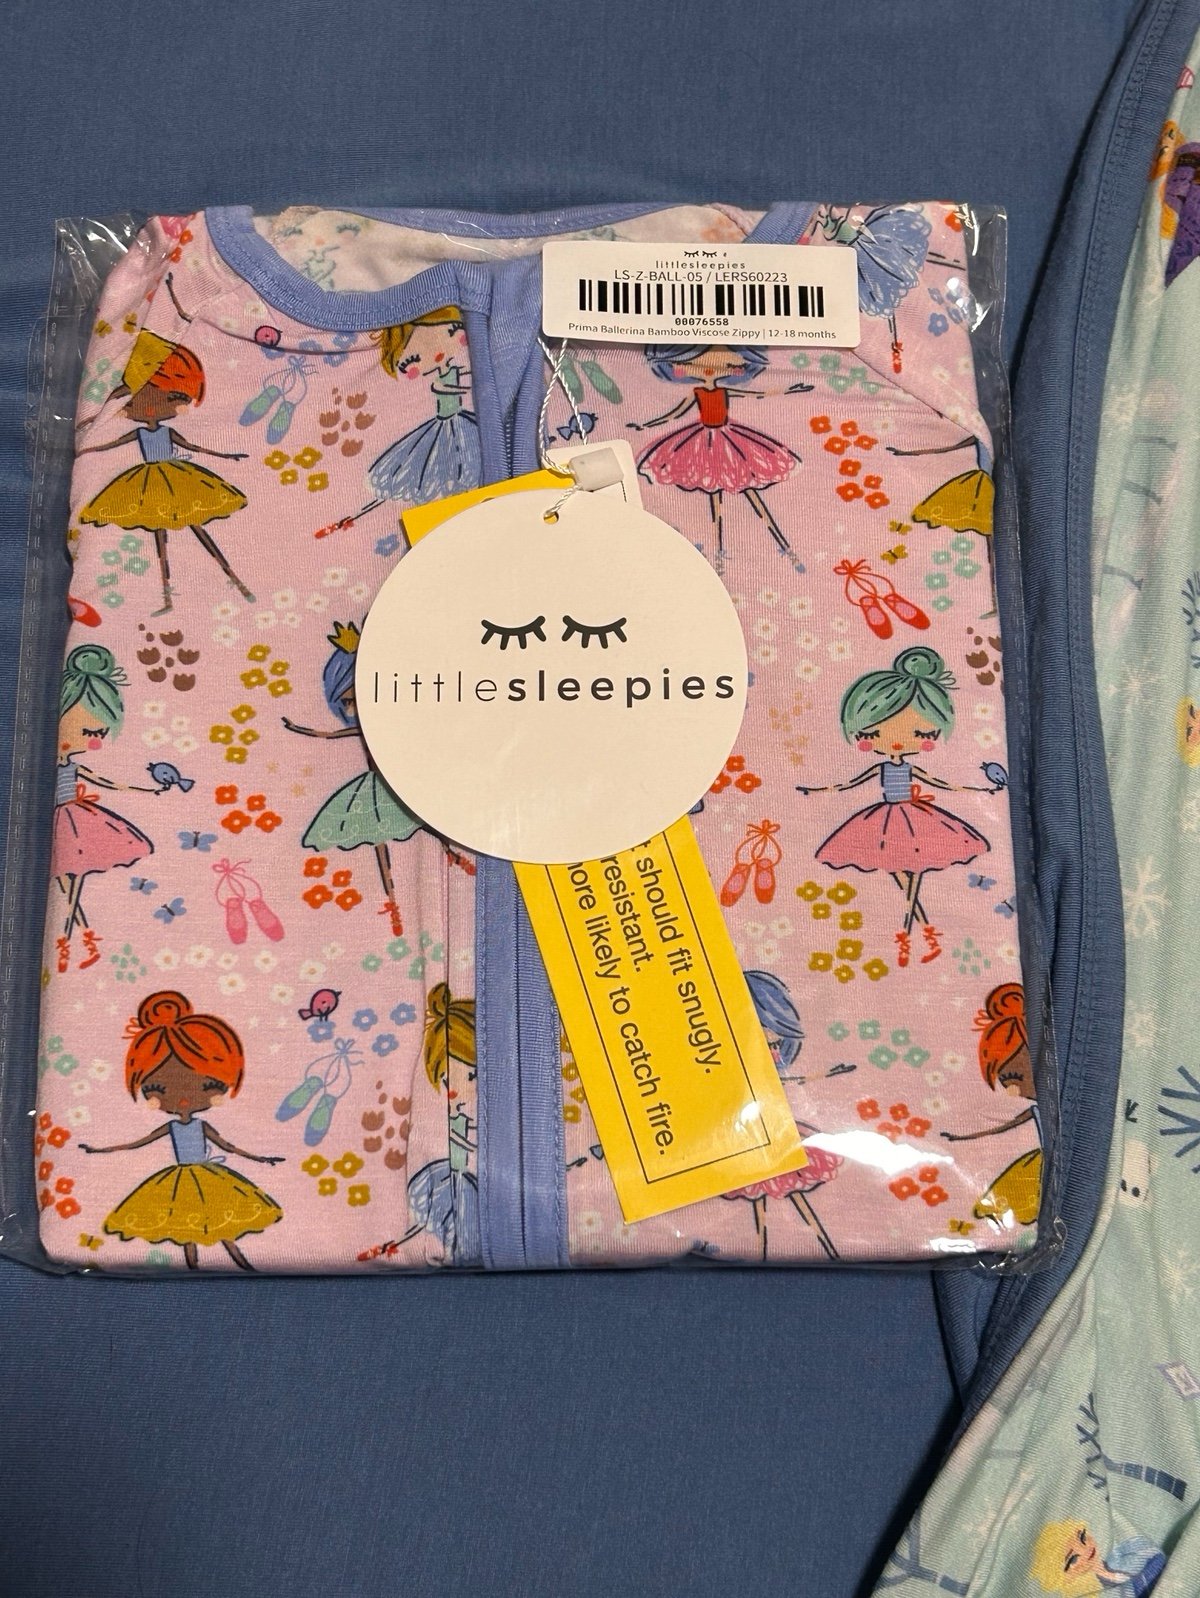 littlesleepies
LS-Z-BALL-05 / LERS60223
00076558
Prima Ballerina Bamboo Viscose Zippy | 12-18 months
littlesleepies
should fit snugly.
resistant.
more likely to catch fire.